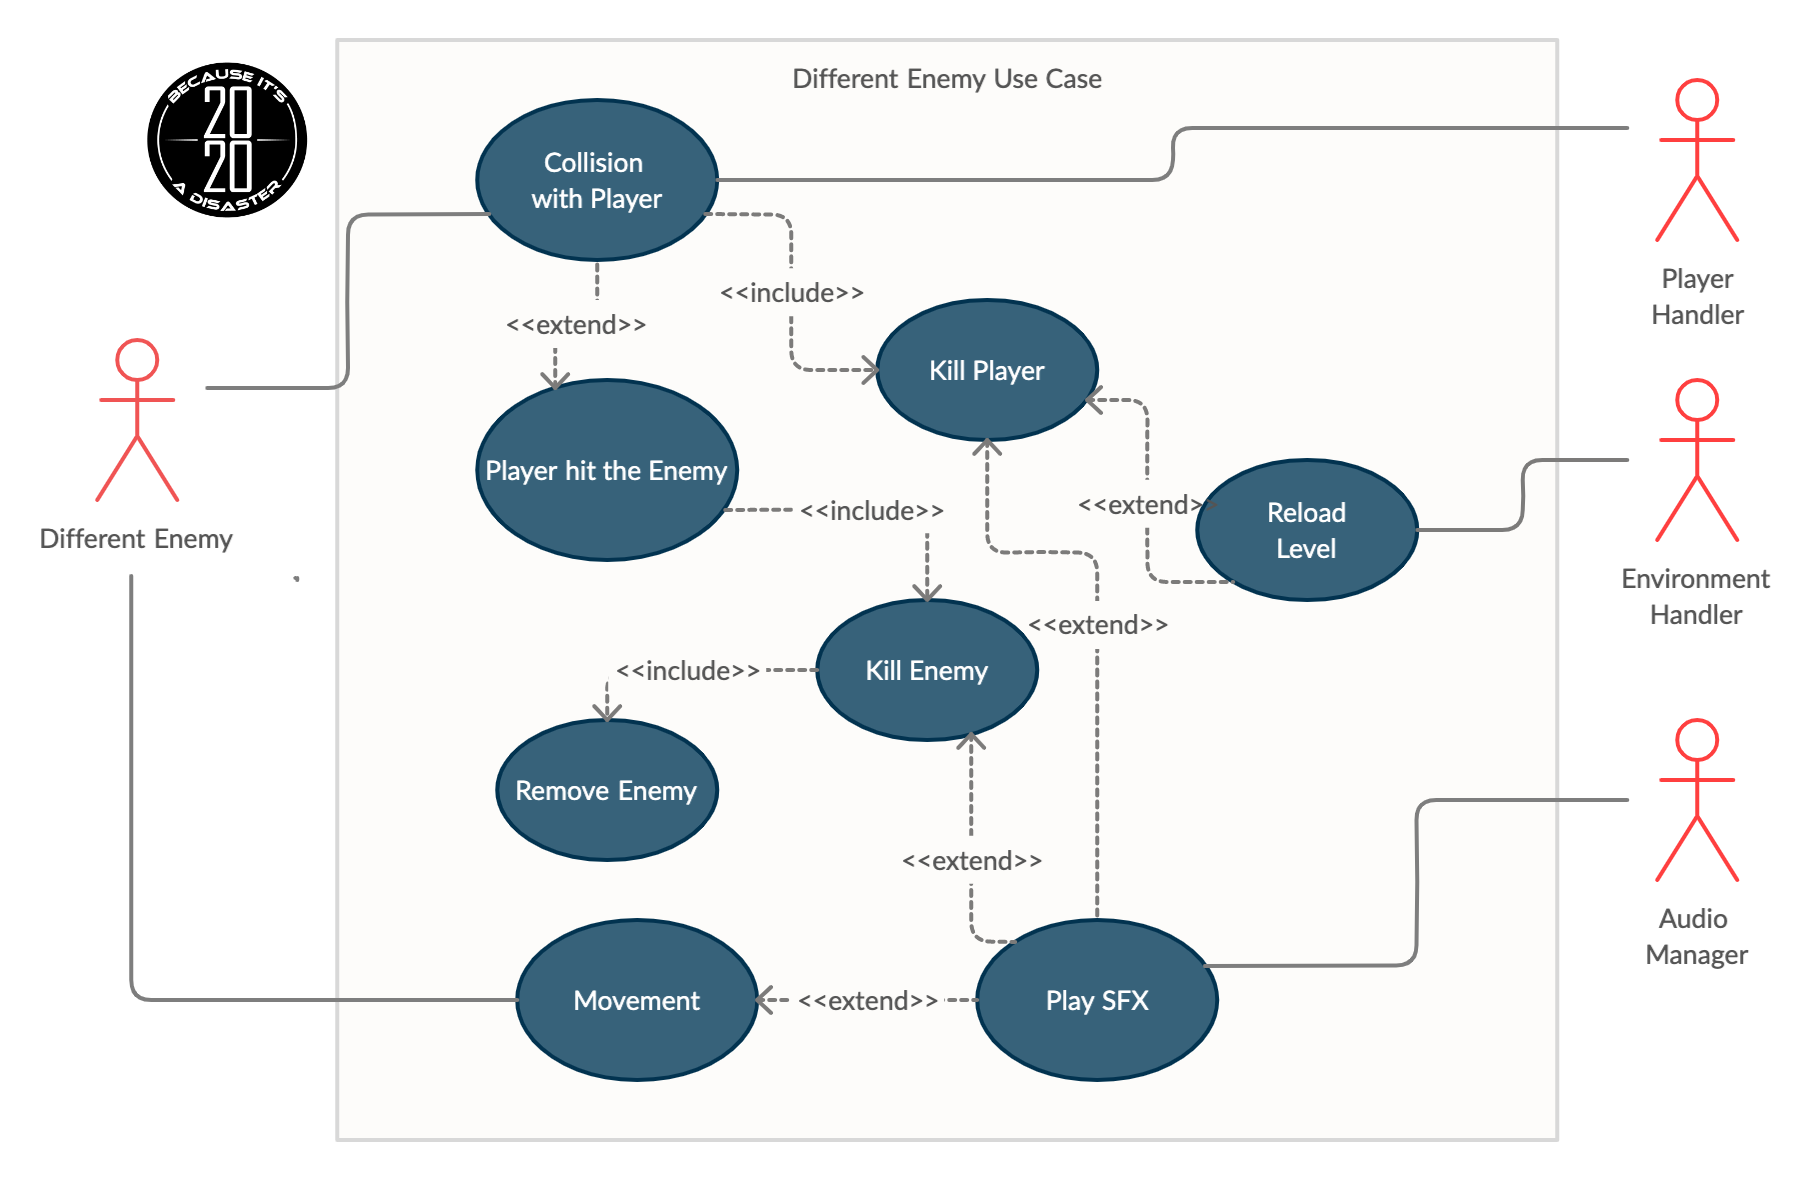 Different Enemy Use Case
BECAUSE IT'S
20
20
A DISASTER
Collision
with Player
<<include>>
<<extend>>
Player
Handler
Kill Player
Player hit the Enemy
<<include>>
<<extend>
Reload
Level
Different Enemy
Environment
Handler
<<extend>>
<<include>>
Kill Enemy
Remove Enemy
<<extend>>
Audio
Manager
Movement
<<extend>>
Play SFX